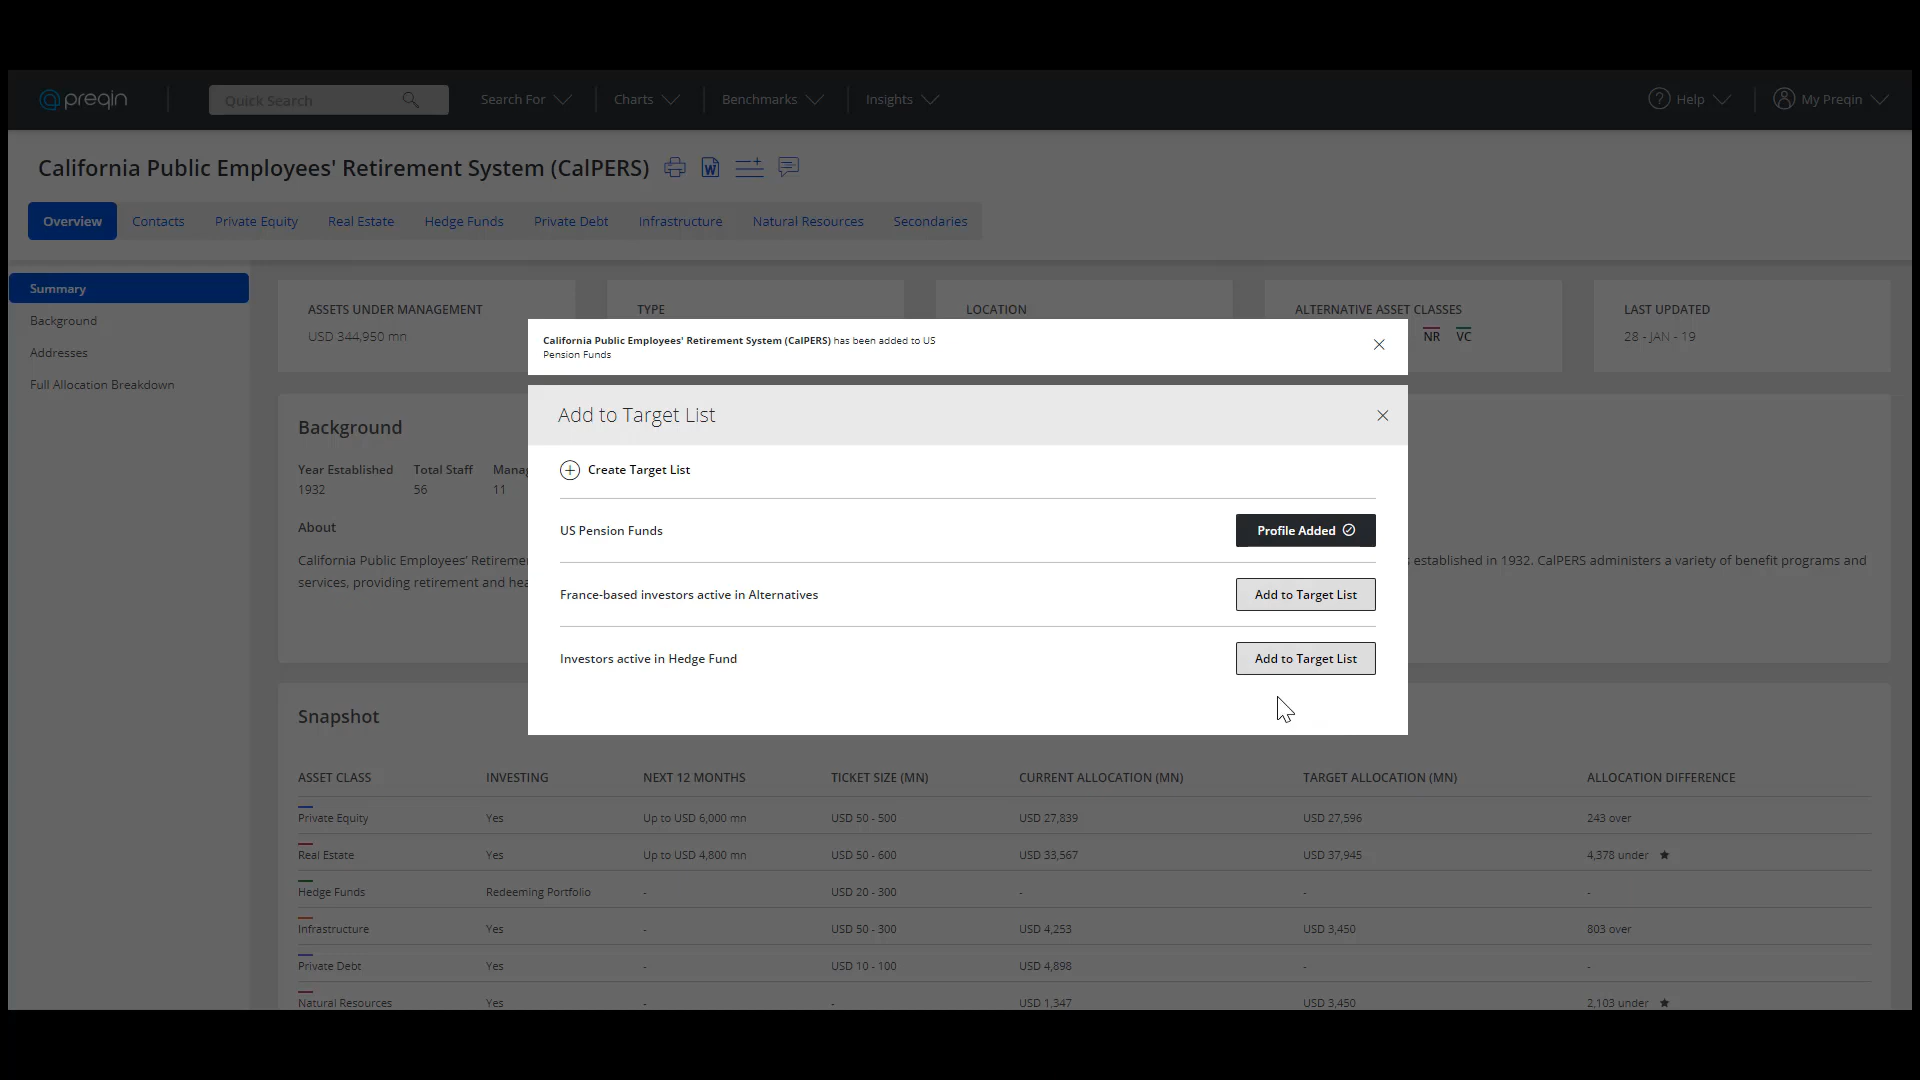 preqin
Quick Search
Search For
Charts
Benchmarks
Insights
Help
My Preqin
California Public Employees' Retirement System (CalPERS)
Overview
Contacts
Private Equity
Real Estate
Hedge Funds
Private Debt
Infrastructure
Natural Resources
Secondaries
Summary
Background
Addresses
Full Allocation Breakdown
ASSETS UNDER MANAGEMENT
USD 344,950 mn
TYPE
LOCATION
ALTERNATIVE ASSET CLASSES
NR VC
LAST UPDATED
28 - JAN - 19
California Public Employees' Retirement System (CalPERS) has been added to US
Pension Funds
Add to Target List
Create Target List
US Pension Funds
Profile Added
France-based investors active in Alternatives
Add to Target List
Investors active in Hedge Fund
Add to Target List
Background
Year Established Total Staff
1932 56 11
About
California Public Employees’ established in 1932. CalPERS administers a variety of benefit programs and
services, providing retirement and
Snapshot
ASSET CLASS INVESTING NEXT 12 MONTHS TICKET SIZE (MN) CURRENT ALLOCATION (MN) TARGET ALLOCATION (MN) ALLOCATION DIFFERENCE
Private Equity Yes Up to USD 6,000 mn USD 50 - 500 USD 27,839 USD 27,596 243 over
Real Estate Yes Up to USD 4,800 mn USD 50 - 600 USD 33,567 USD 37,945 4,378 under
Hedge Funds Redeeming Portfolio - USD 20 - 300 - - -
Infrastructure Yes - USD 50 - 300 USD 4,253 USD 3,450 803 over
Private Debt Yes - USD 10 - 100 USD 4,898 - -
Natural Resources Yes - - USD 1,347 USD 3,450 2,103 under